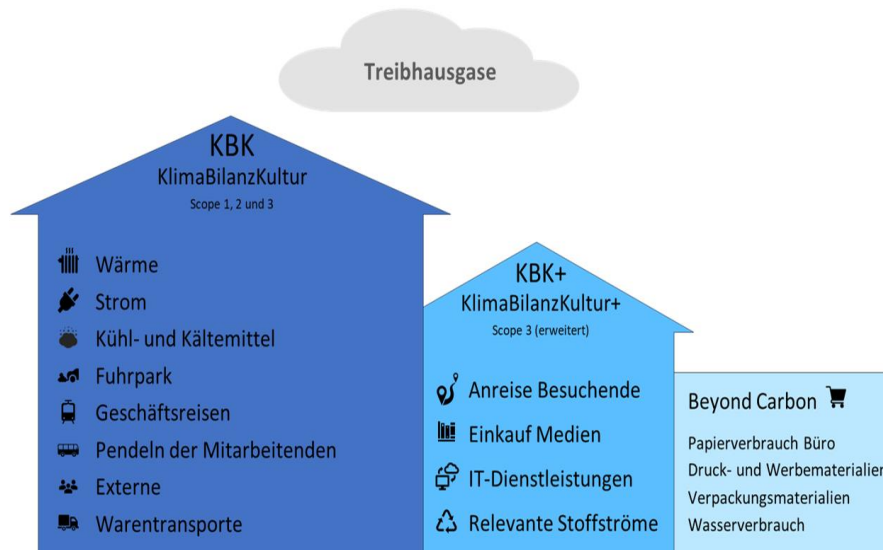 Treibhausgase
KBK
KlimaBilanzKultur
Scope 1, 2 und 3
Wärme
Strom
Kühl- und Kältemittel
Fuhrpark
Geschäftsreisen
Pendeln der Mitarbeitenden
Externe
Warentransporte
KBK+
KlimaBilanzKultur+
Scope 3 (erweitert)
Anreise Besuchende
Einkauf Medien
IT-Dienstleistungen
Relevante Stoffströme
Beyond Carbon
Papierverbrauch Büro
Druck- und Werbematerialien
Verpackungsmaterialien
Wasserverbrauch